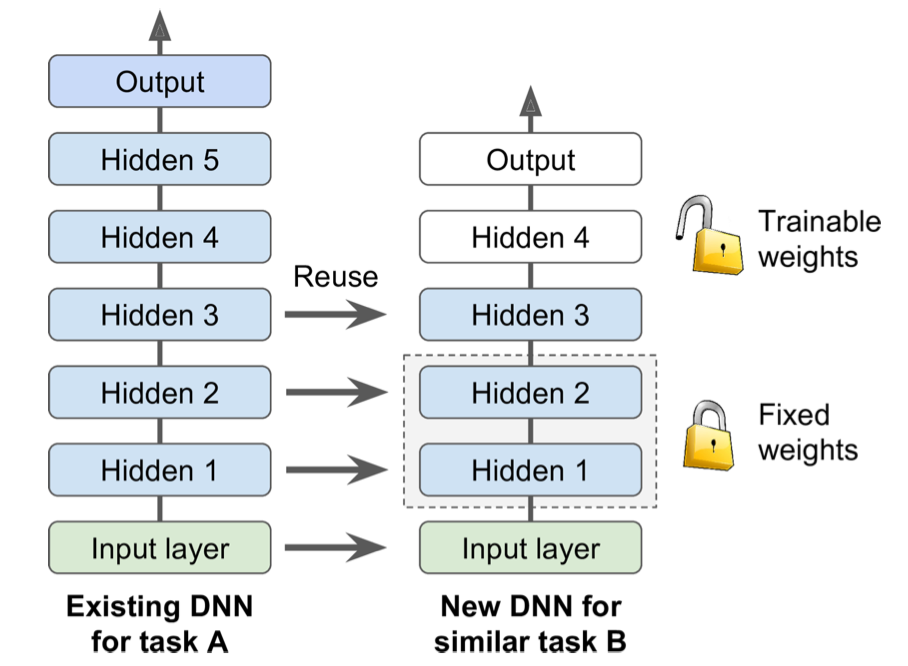 Output
Hidden 5
Hidden 4
Hidden 3
Hidden 2
Hidden 1
Input layer
Existing DNN
for task A
Reuse
Output
Hidden 4
Hidden 3
Hidden 2
Hidden 1
Input layer
New DNN for
similar task B
Trainable
weights
Fixed
weights